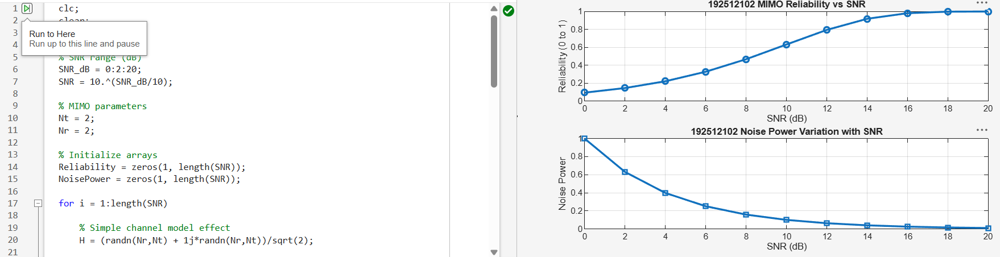 1 clc;
2
Run to Here
Run up to this line and pause
3
4
5 % SNR range (dB)
6 SNR_dB = 0:2:20;
7 SNR = 10.^(SNR_dB/10);
8
9 % MIMO parameters
10 Nt = 2;
11 Nr = 2;
12
13 % Initialize arrays
14 Reliability = zeros(1, length(SNR));
15 NoisePower = zeros(1, length(SNR));
16
17 for i = 1:length(SNR)
18
19 % Simple channel model effect
20 H = (randn(Nr,Nt) + 1j*randn(Nr,Nt))/sqrt(2);
21
192512102 MIMO Reliability vs SNR
Reliability (0 to 1)
1
0.8
0.6
0.4
0.2
0
0 2 4 6 8 10 12 14 16 18 20
SNR (dB)
192512102 Noise Power Variation with SNR
Noise Power
1
0.8
0.6
0.4
0.2
0
0 2 4 6 8 10 12 14 16 18 20
SNR (dB)